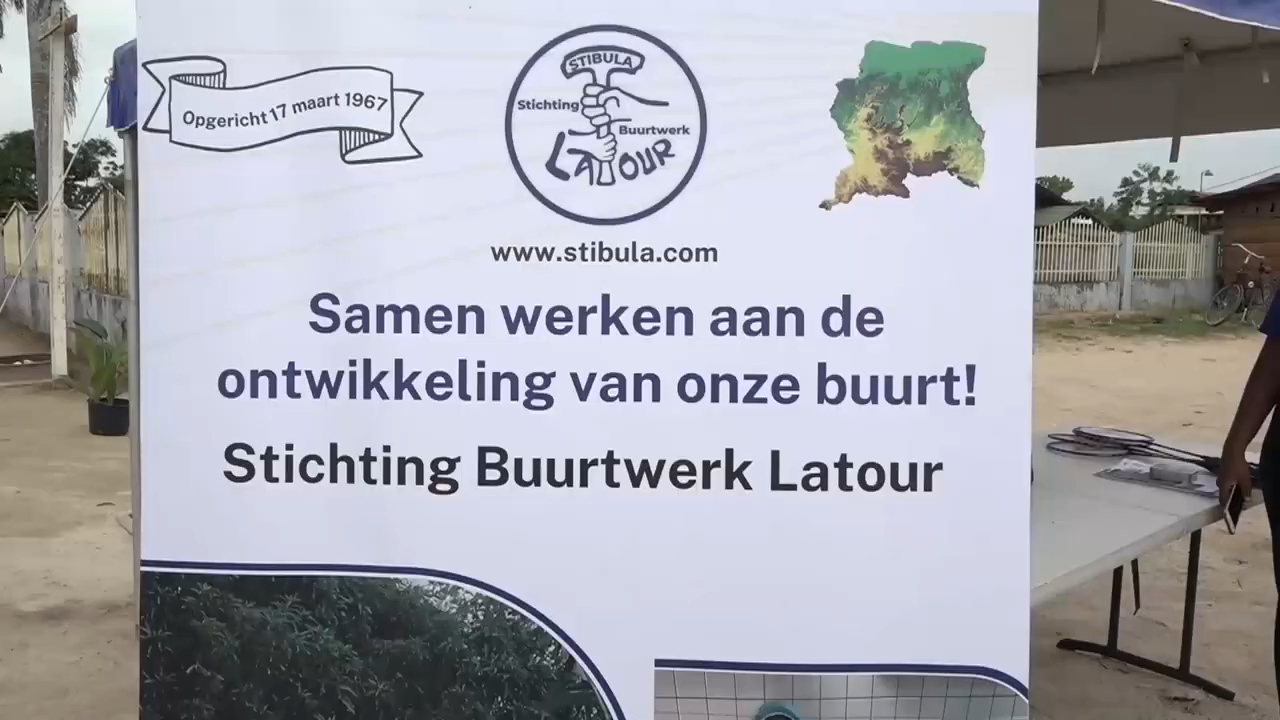 Opgericht 17 maart 1967
STIBULA
Stichting
Buurtwerk
LATOUR
www.stibula.com
Samen werken aan de
ontwikkeling van onze buurt!
Stichting Buurtwerk Latour